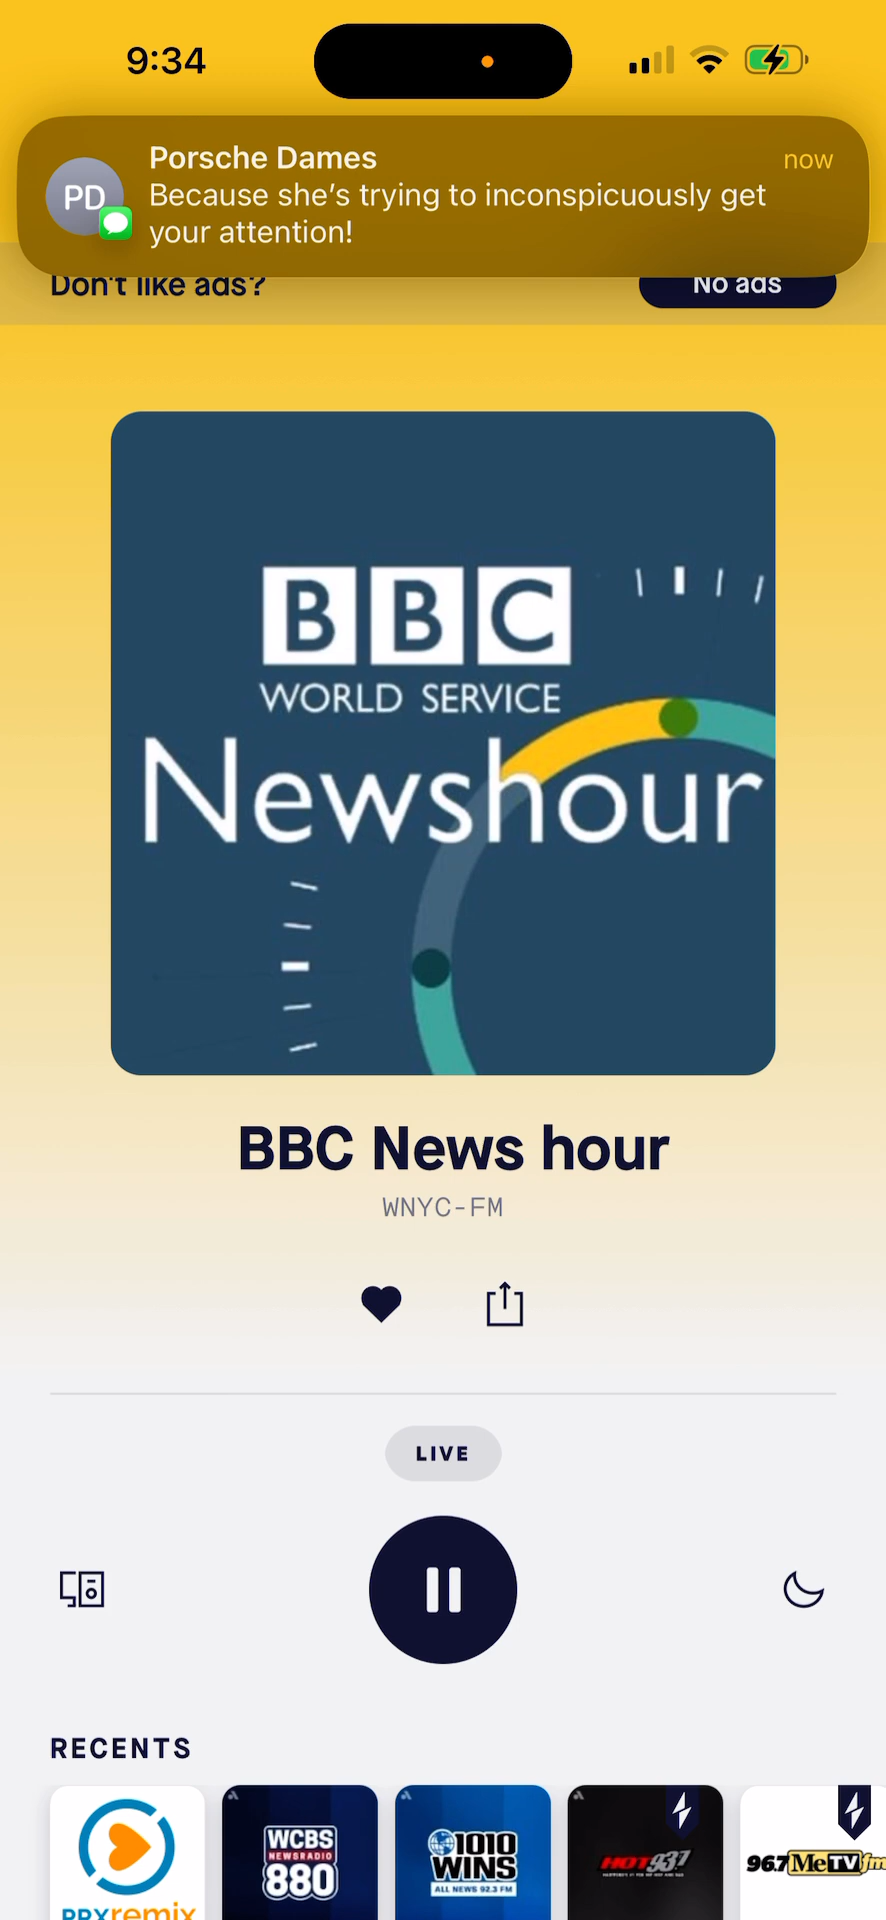 9:34
PD
Porsche Dames
now
Because she's trying to inconspicuously get
your attention!
Don't like ads?
No ads
BBC
WORLD SERVICE
Newshour
BBC News hour
WNYC-FM
LIVE
RECENTS
PRXremix
WCBS
NEWSRADIO
880
1010
WINS
ALL NEWS 92.3 FM
HOT 93.7
96.7 MeTV fm